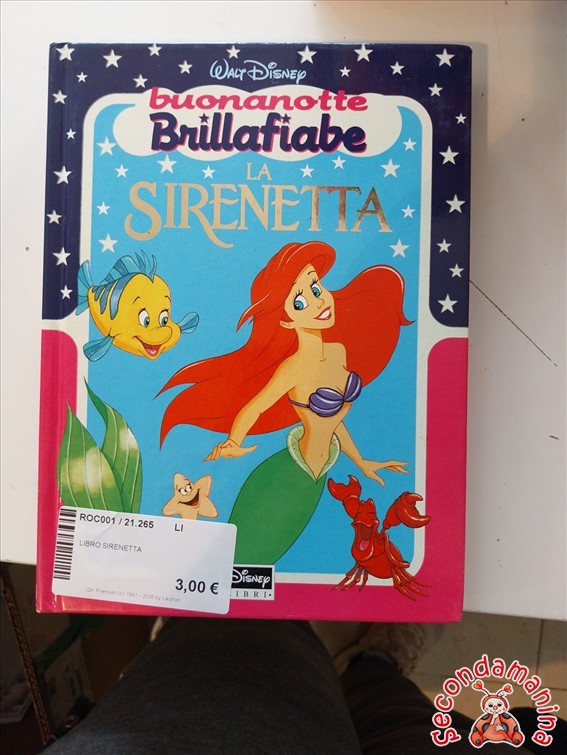 WALT DISNEY
buonanotte
Brillafiabe
LA
SIRENETTA
ROC001 / 21.265 LI
LIBRO SIRENETTA
3,00 €
DISNEY
LIBRI
Secondamanina